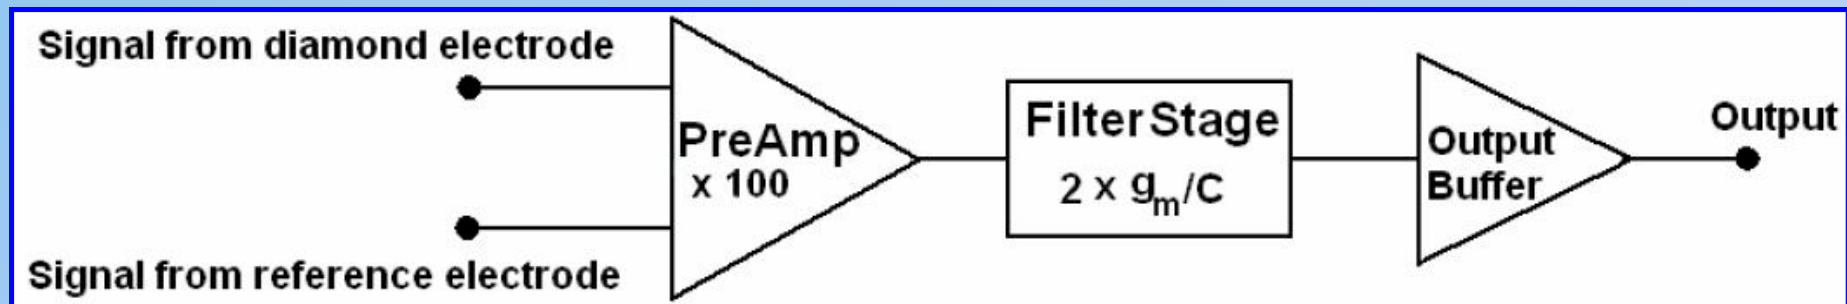 Signal from diamond electrode
PreAmp
x 100
Signal from reference electrode
Filter Stage
2 x gm/C
Output
Buffer
Output